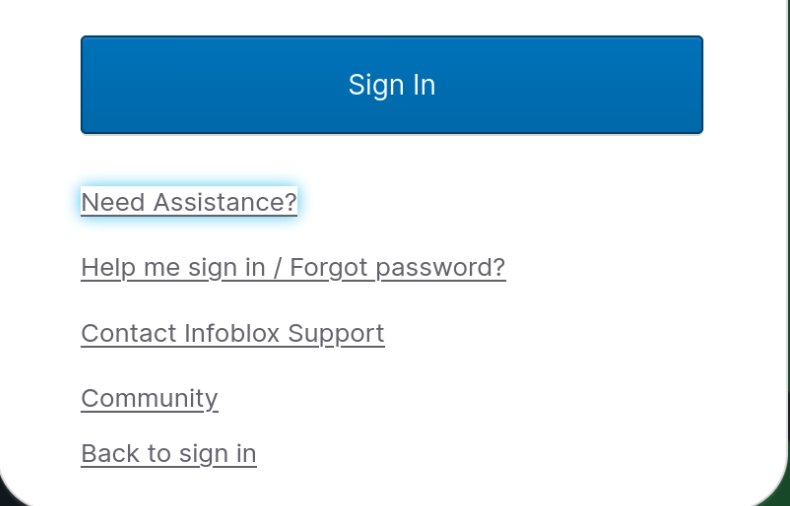 Sign In
Need Assistance?
Help me sign in / Forgot password?
Contact Infoblox Support
Community
Back to sign in